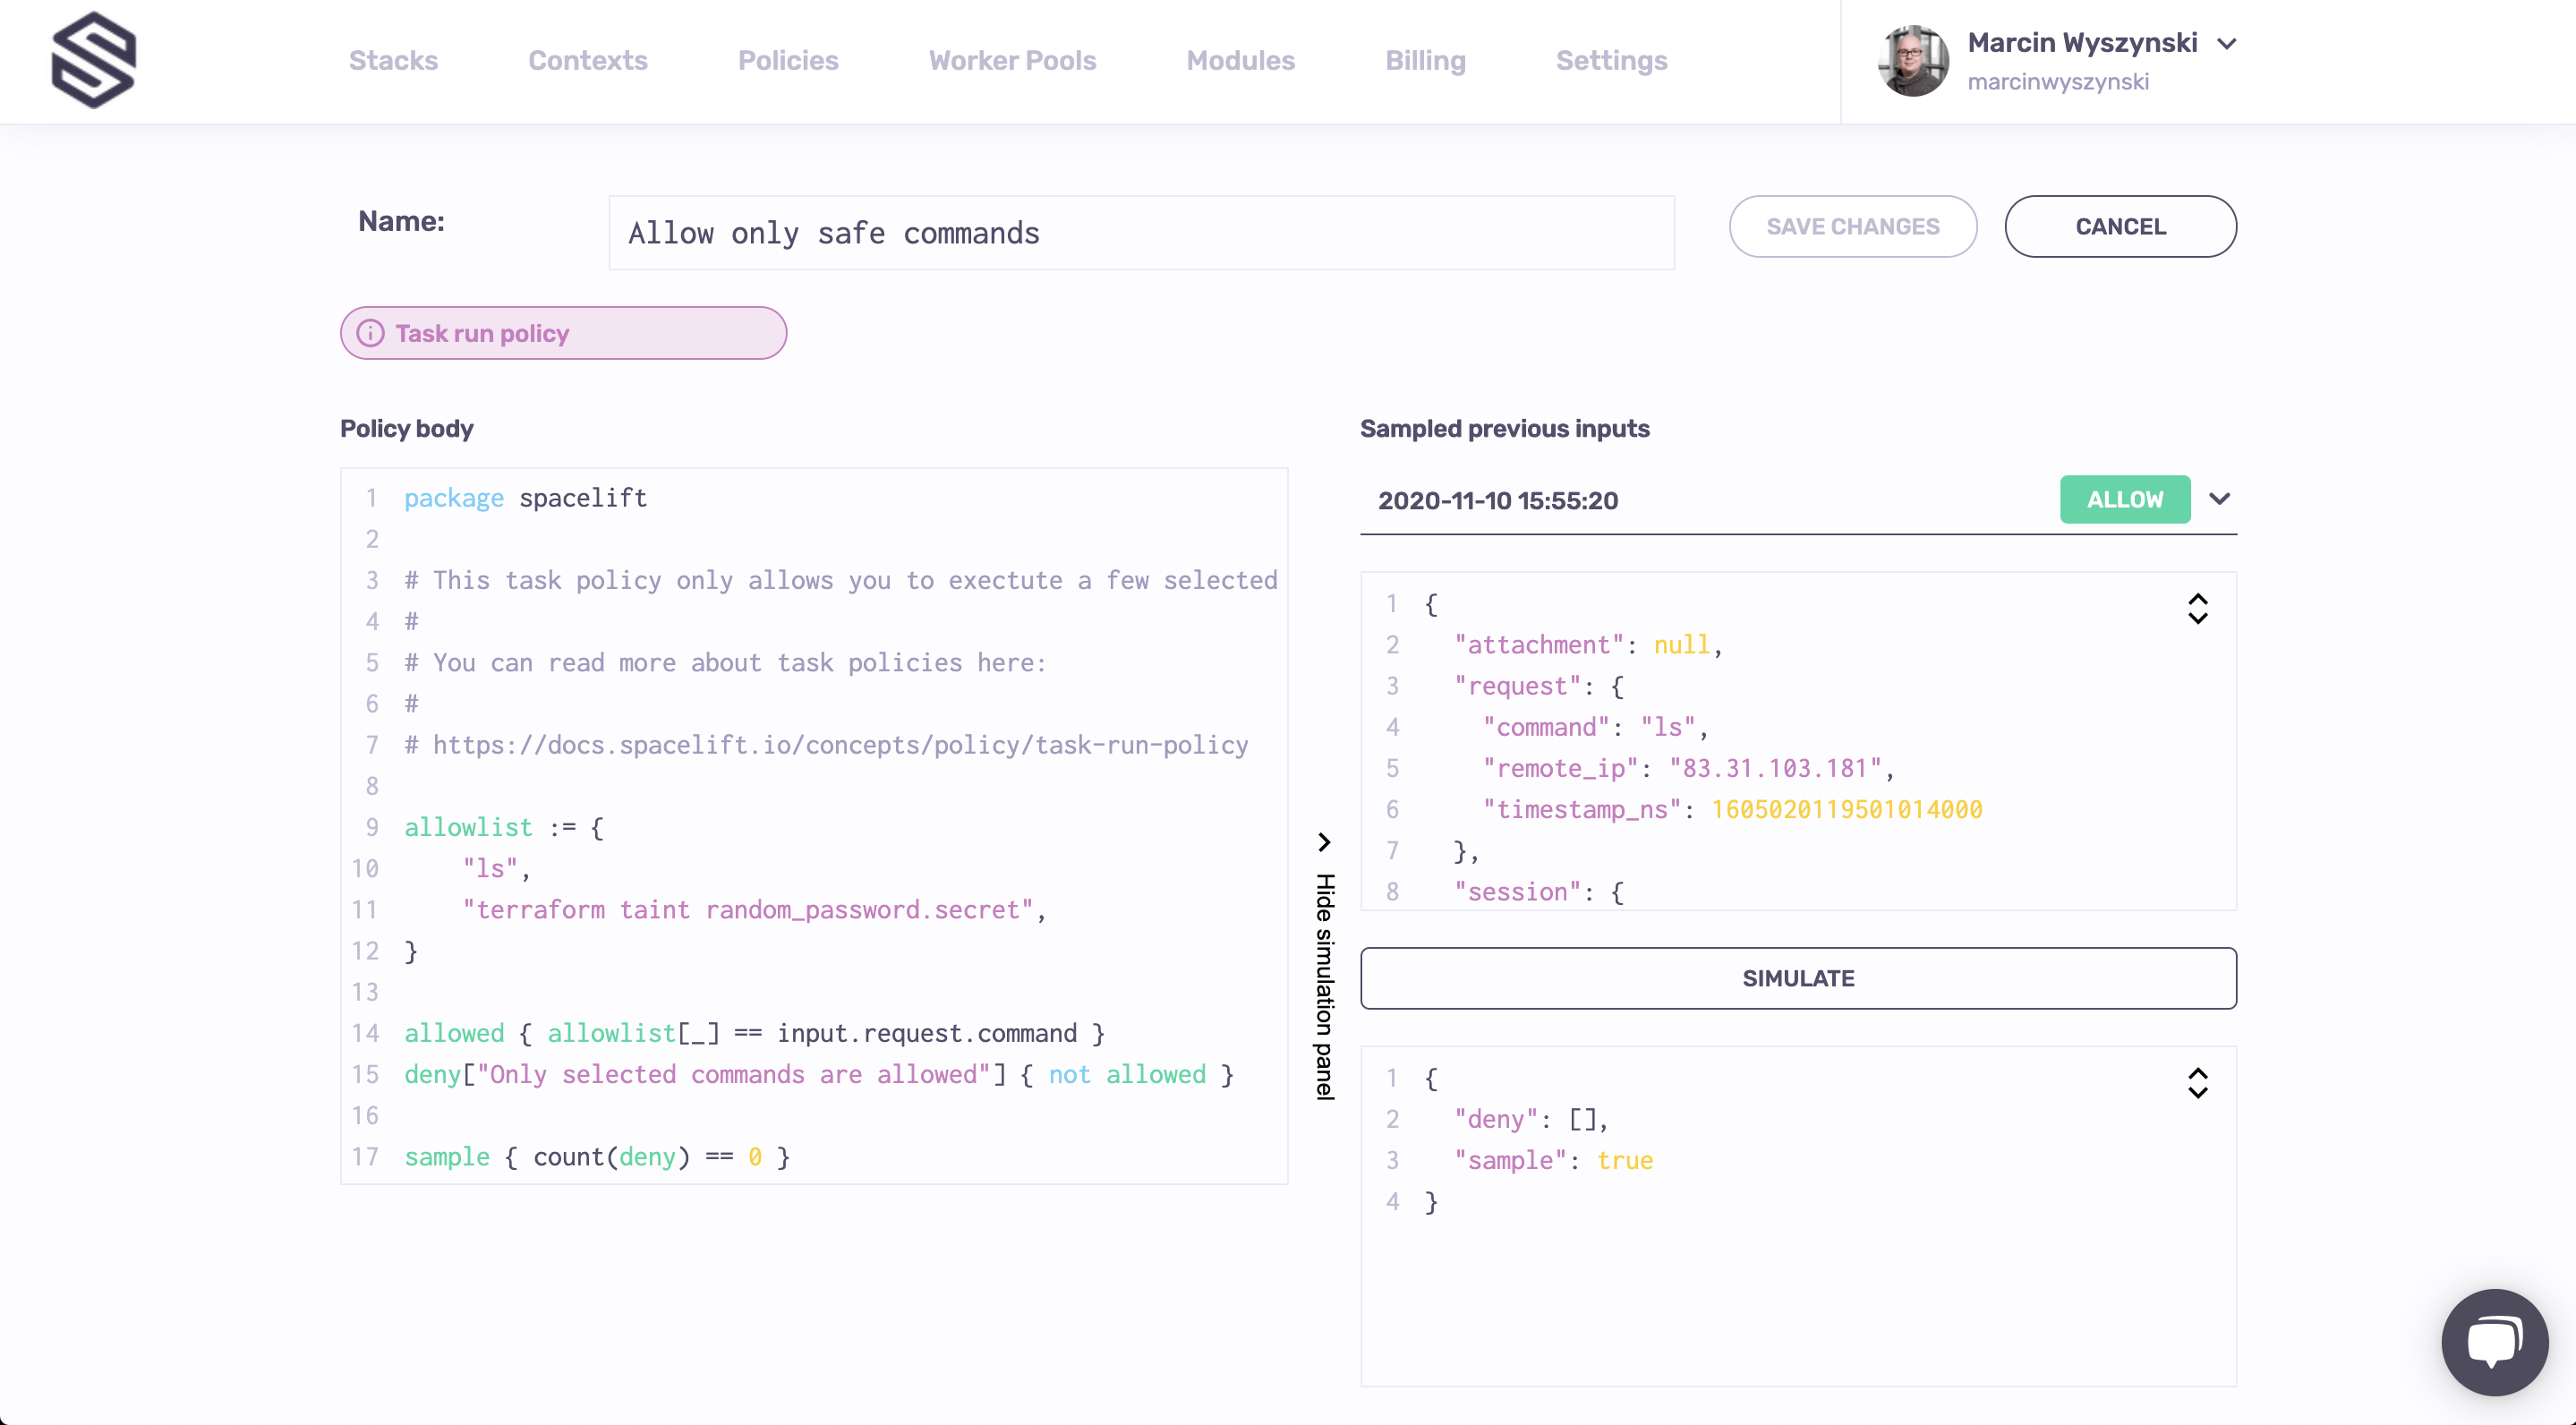 Stacks Contexts Policies Worker Pools Modules Billing Settings
Marcin Wyszynski
marcinwyszynski
Name:
Allow only safe commands
SAVE CHANGES
CANCEL
Task run policy
Policy body
1 package spacelift
2
3 # This task policy only allows you to exectute a few selected
4 #
5 # You can read more about task policies here:
6 #
7 # https://docs.spacelift.io/concepts/policy/task-run-policy
8
9 allowlist := {
10     "ls",
11     "terraform taint random_password.secret",
12 }
13
14 allowed { allowlist[_] == input.request.command }
15 deny["Only selected commands are allowed"] { not allowed }
16
17 sample { count(deny) == 0 }
Hide simulation panel
Sampled previous inputs
2020-11-10 15:55:20
ALLOW
1 {
2   "attachment": null,
3   "request": {
4     "command": "ls",
5     "remote_ip": "83.31.103.181",
6     "timestamp_ns": 1605020119501014000
7   },
8   "session": {
SIMULATE
1 {
2   "deny": [],
3   "sample": true
4 }